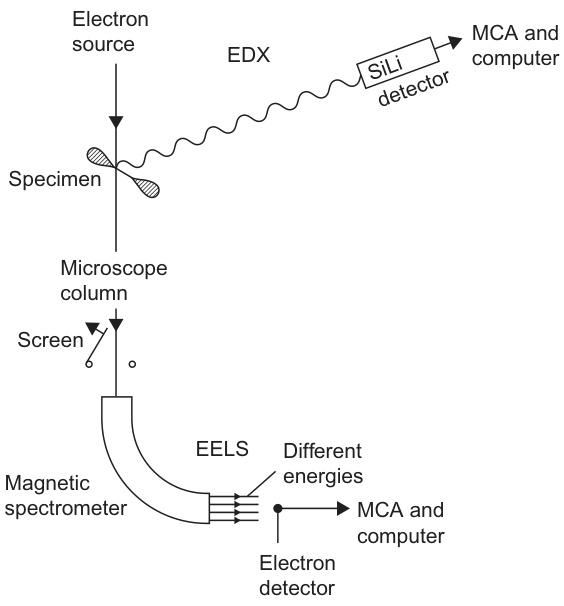 Electron
source
EDX
SiLi
detector
MCA and
computer
Specimen
Microscope
column
Screen
EELS
Different
energies
Magnetic
spectrometer
MCA and
computer
Electron
detector